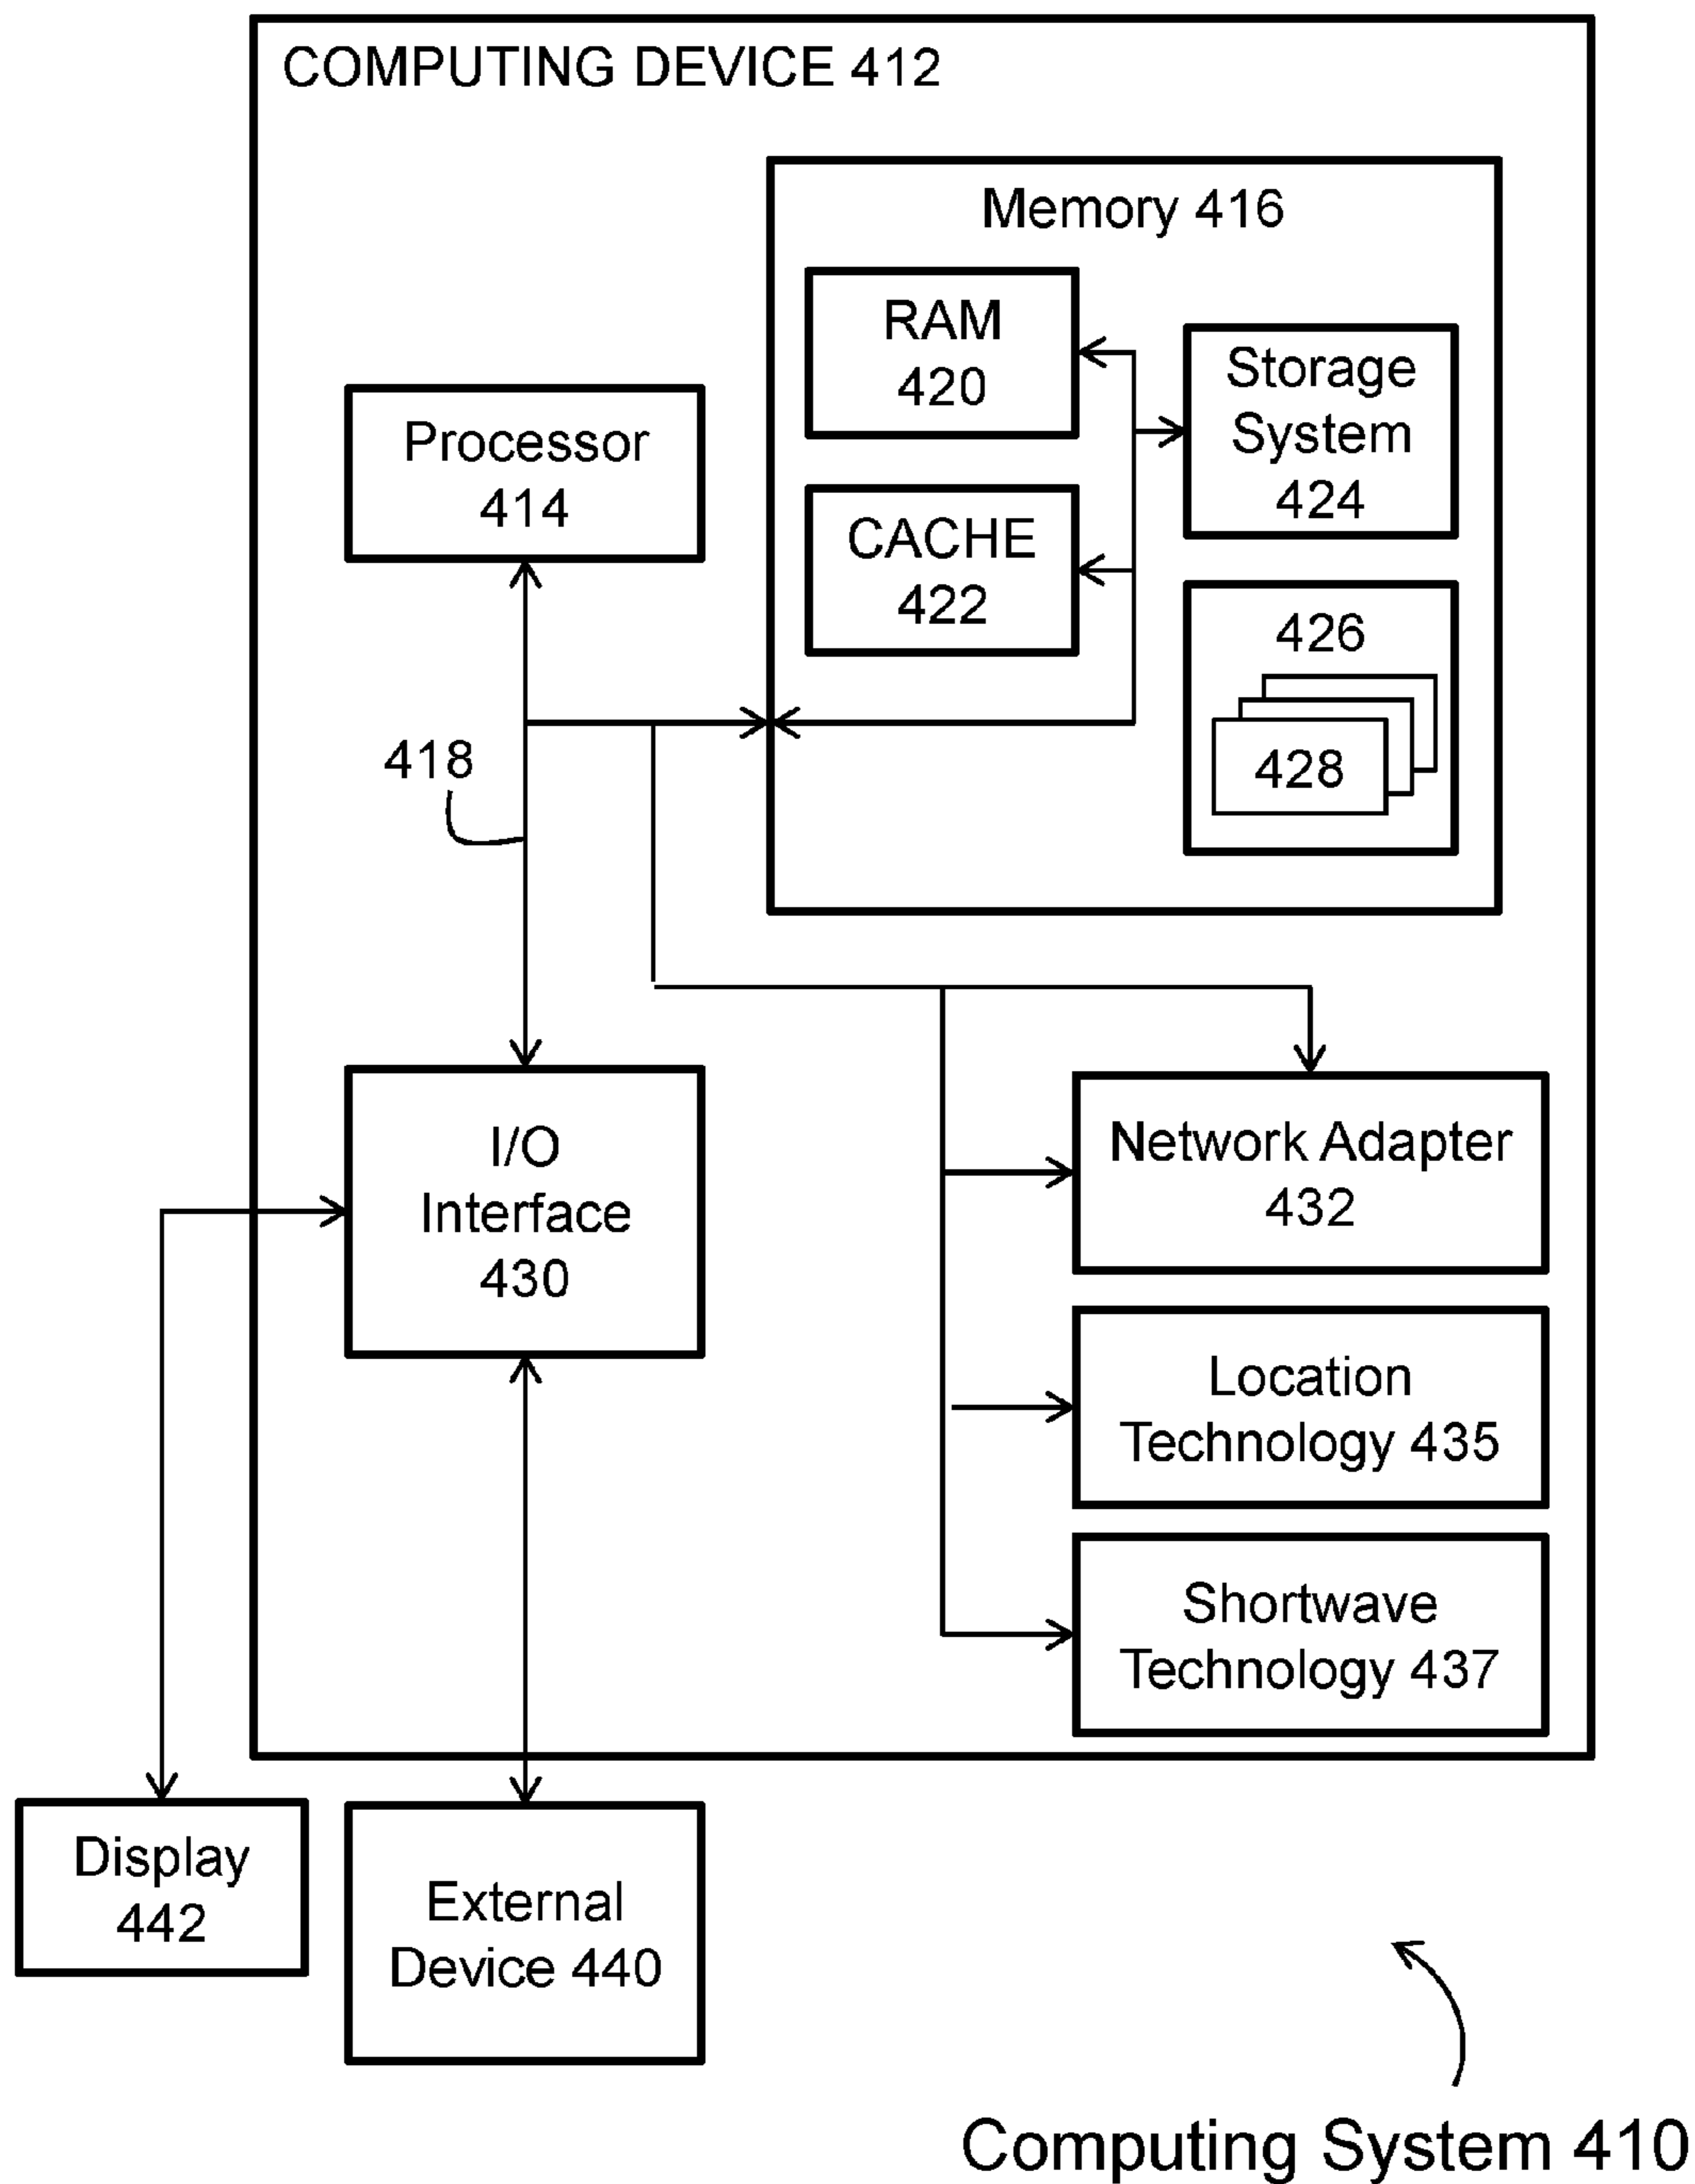 COMPUTING DEVICE 412
Memory 416
RAM
420
Storage
System
424
Processor
414
CACHE
422
426
428
418
I/O
Interface
430
Network Adapter
432
Location
Technology 435
Shortwave
Technology 437
Display
442
External
Device 440
Computing System 410